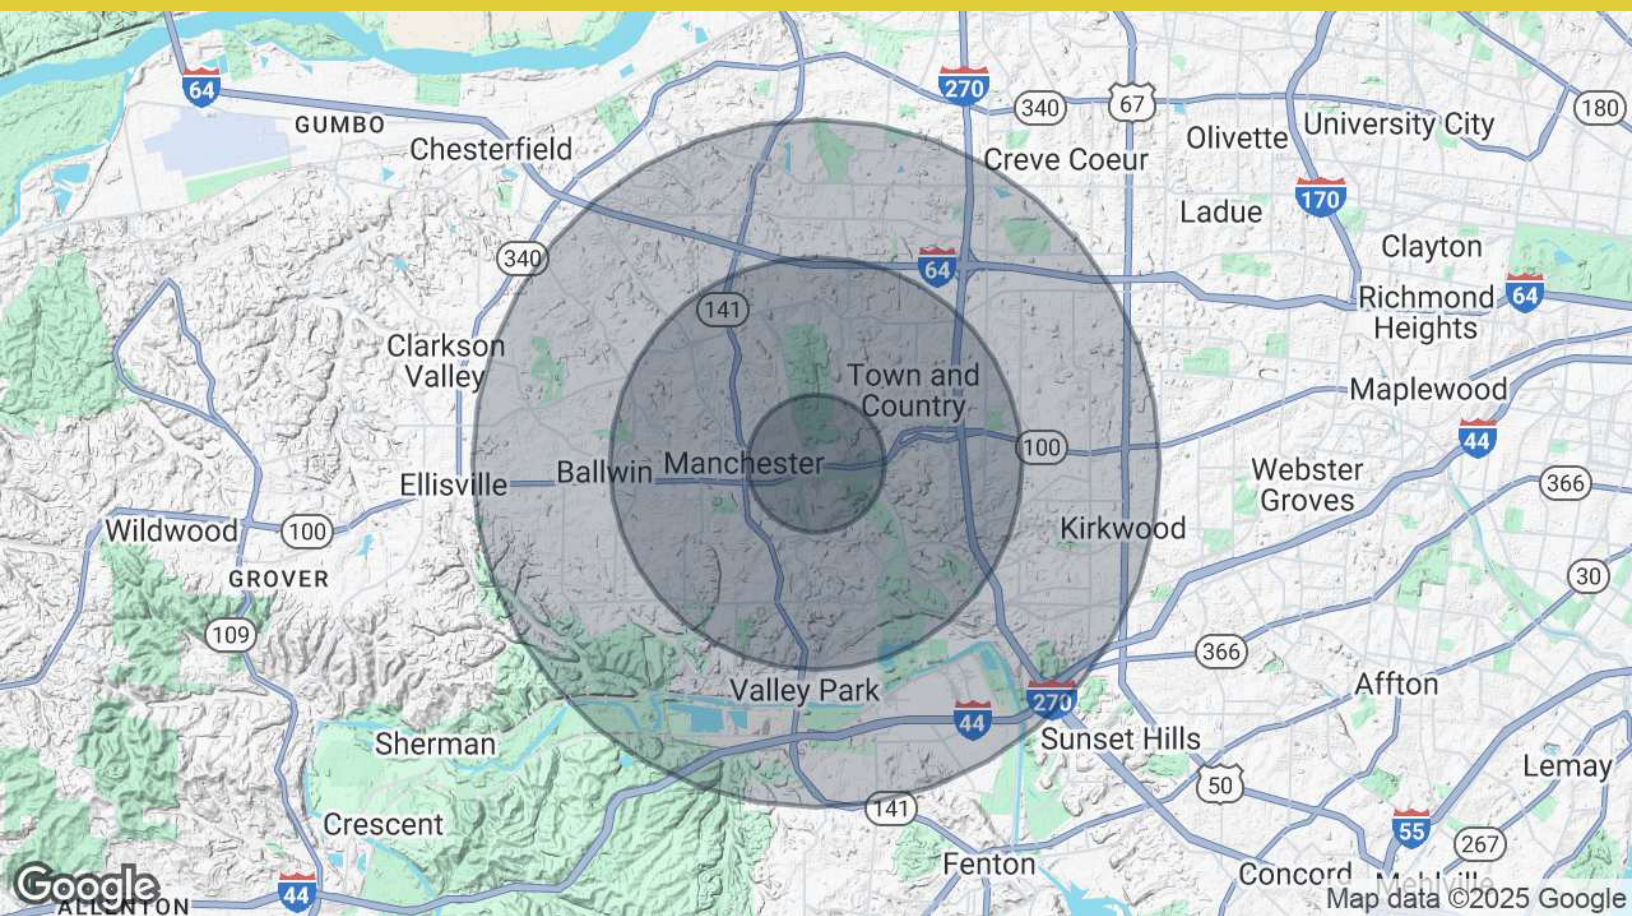 64
270
340
67
180
GUMBO
Chesterfield
Creve Coeur
Olivette
University City
170
Ladue
Clayton
340
64
141
Richmond
Heights
64
Clarkson
Valley
Town and
Country
Maplewood
44
100
Ellisville
Ballwin
Manchester
Webster
Groves
366
Wildwood
100
Kirkwood
GROVER
30
109
366
Valley Park
270
44
Affton
Sherman
Sunset Hills
50
Lemay
141
Crescent
55
267
Fenton
Concord
Mehlville
44
Google
ALLENTON
Map data ©2025 Google